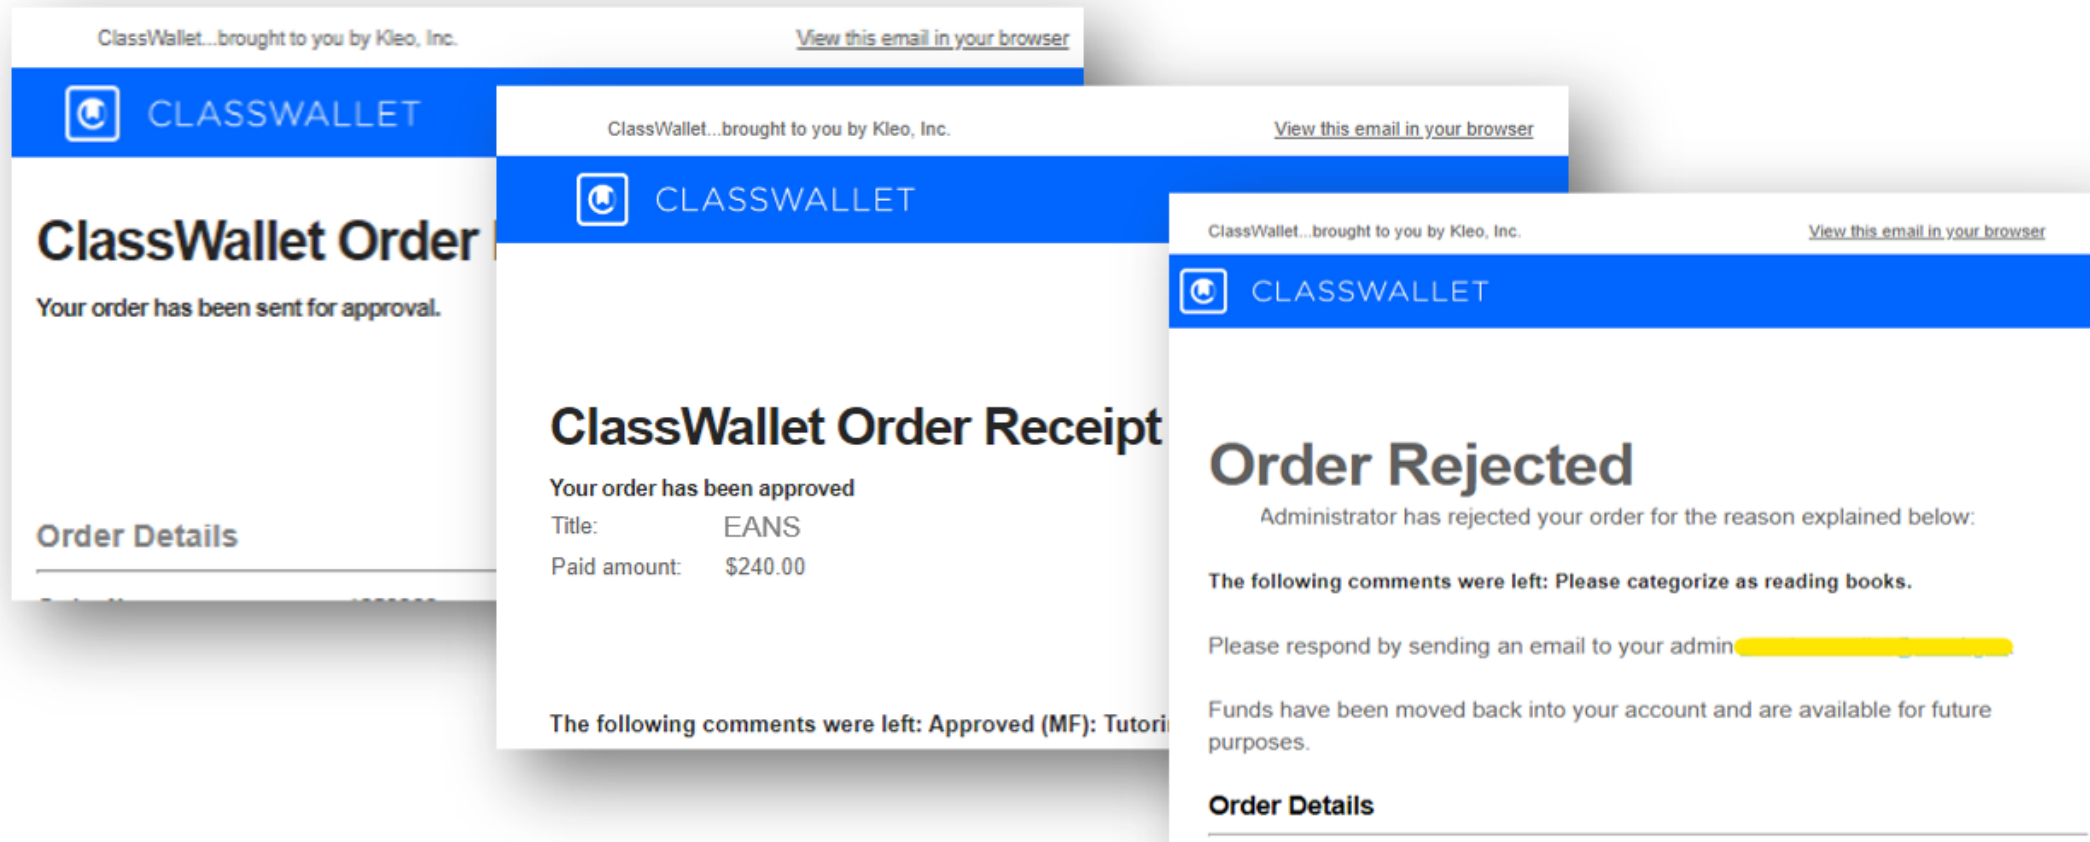 ClassWallet...brought to you by Kleo, Inc.
View this email in your browser
CLASSWALLET
ClassWallet Order
Your order has been sent for approval.
Order Details
ClassWallet...brought to you by Kleo, Inc.
View this email in your browser
CLASSWALLET
ClassWallet Order Receipt
Your order has been approved
Title: EANS
Paid amount: $240.00
The following comments were left: Approved (MF):
ClassWallet...brought to you by Kleo, Inc.
View this email in your browser
CLASSWALLET
Order Rejected
Administrator has rejected your order for the reason explained below:
The following comments were left: Please categorize as reading books.
Please respond by sending an email to your admin
Funds have been moved back into your account and are available for future
purposes.
Order Details